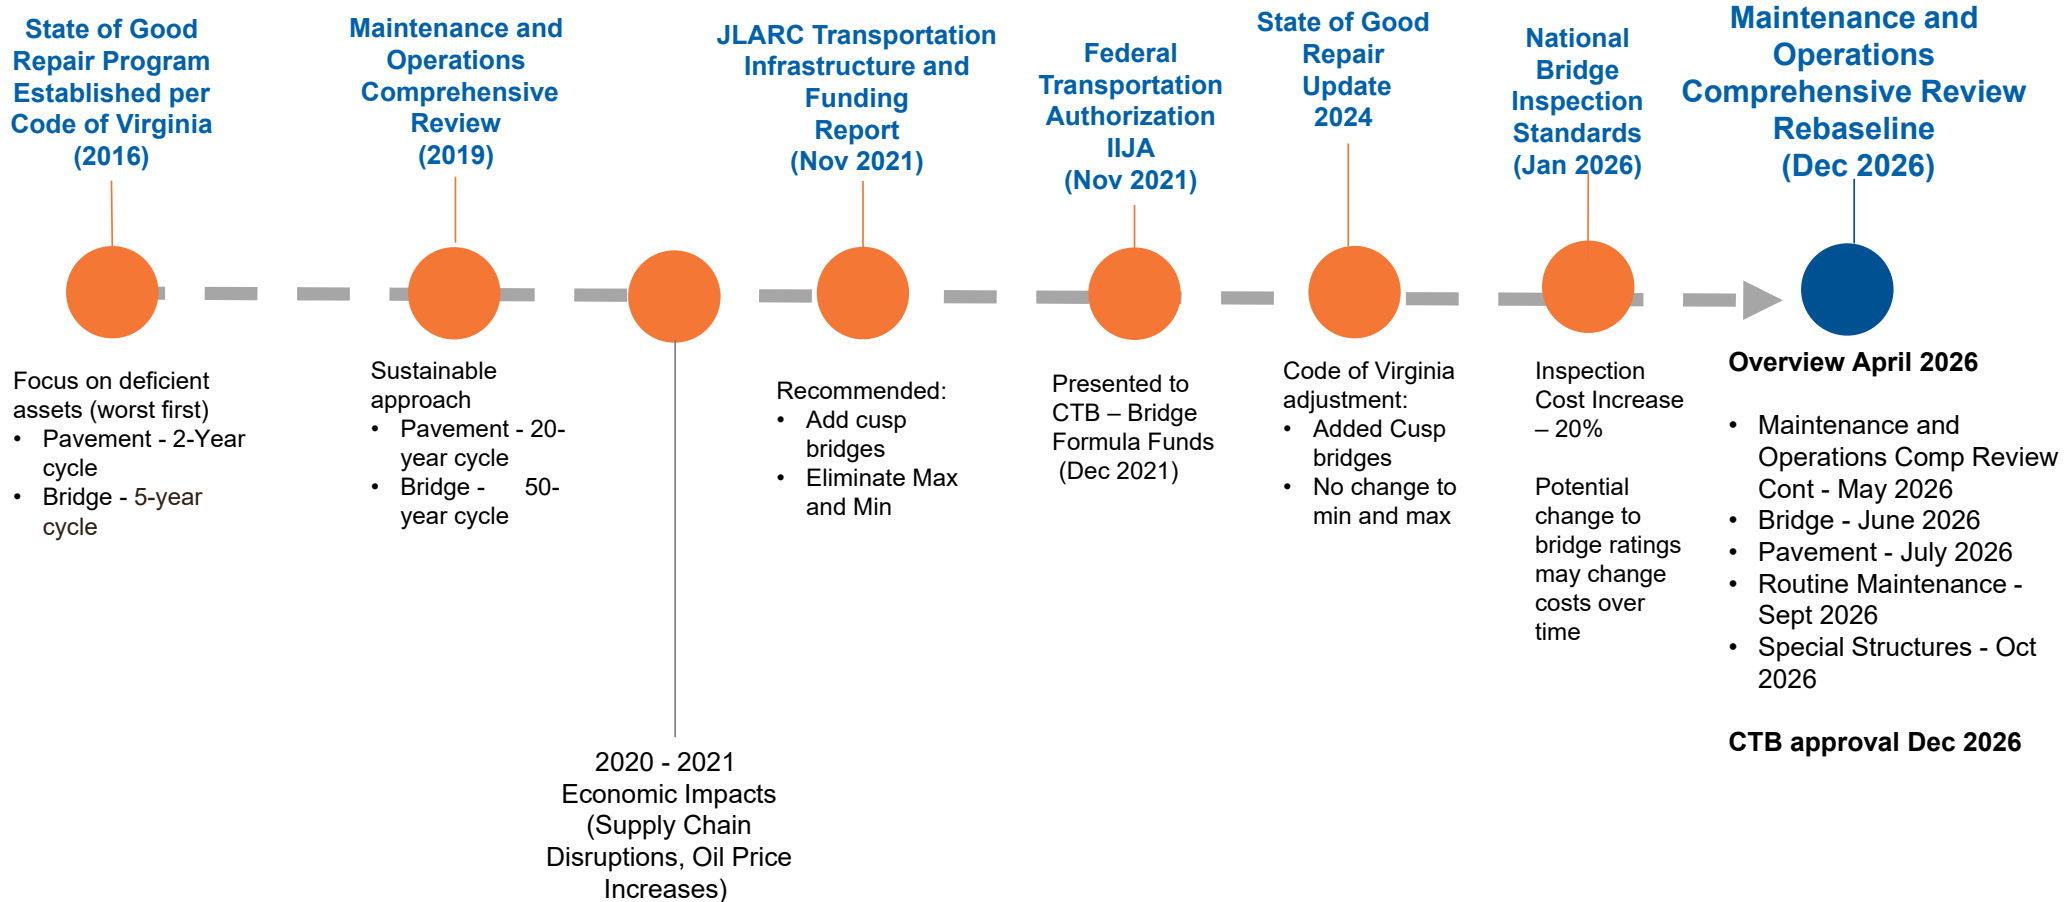 State of Good
Repair Program
Established per
Code of Virginia
(2016)
Focus on deficient
assets (worst first)
• Pavement - 2-Year
cycle
• Bridge - 5-year
cycle
Maintenance and
Operations
Comprehensive
Review
(2019)
Sustainable
approach
• Pavement - 20-
year cycle
• Bridge - 50-
year cycle
2020 - 2021
Economic Impacts
(Supply Chain
Disruptions, Oil Price
Increases)
JLARC Transportation
Infrastructure and
Funding
Report
(Nov 2021)
Recommended:
• Add cusp
bridges
• Eliminate Max
and Min
Federal
Transportation
Authorization
IIJA
(Nov 2021)
Presented to
CTB – Bridge
Formula Funds
(Dec 2021)
State of Good
Repair
Update
2024
Code of Virginia
adjustment:
• Added Cusp
bridges
• No change to
min and max
National
Bridge
Inspection
Standards
(Jan 2026)
Inspection
Cost Increase
– 20%
Potential
change to
bridge ratings
may change
costs over
time
Maintenance and
Operations
Comprehensive Review
Rebaseline
(Dec 2026)
Overview April 2026
• Maintenance and
Operations Comp Review
Cont - May 2026
• Bridge - June 2026
• Pavement - July 2026
• Routine Maintenance -
Sept 2026
• Special Structures - Oct
2026
CTB approval Dec 2026